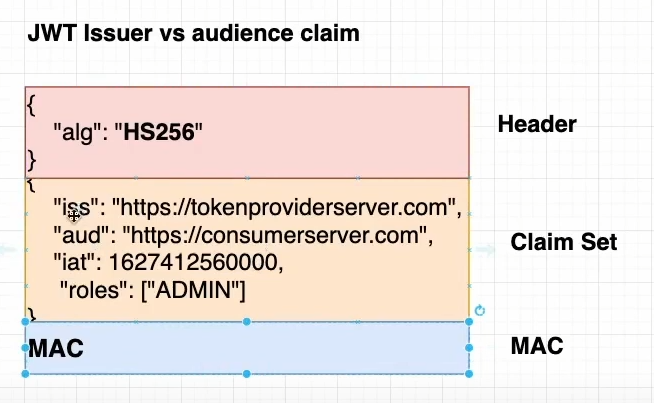 JWT Issuer vs audience claim
{
"alg": "HS256"
}
Header
{
"iss": "https://tokenproviderserver.com",
"aud": "https://consumerserver.com",
"iat": 1627412560000,
"roles": ["ADMIN"]
}
Claim Set
MAC
MAC